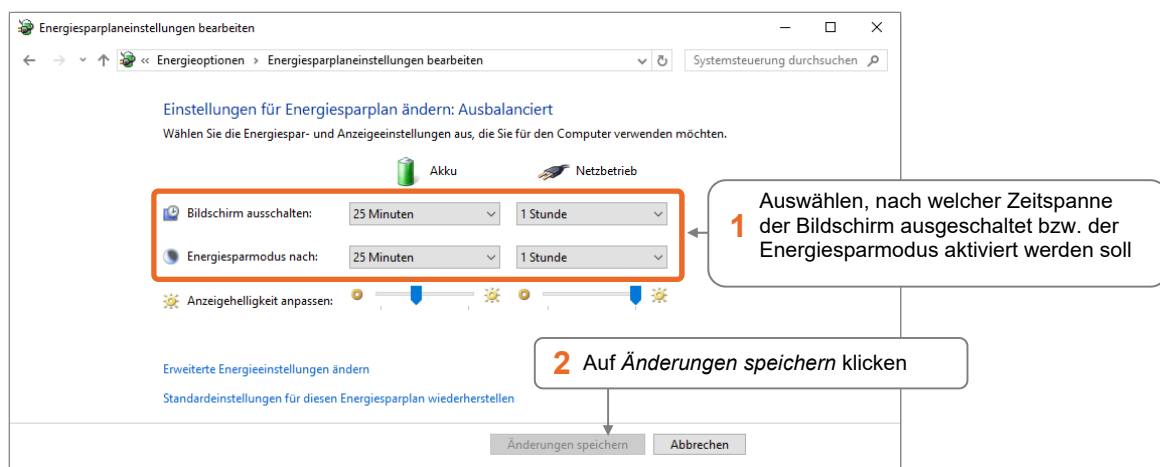 Energiesparplaneinstellungen bearbeiten
« Energieoptionen > Energiesparplaneinstellungen bearbeiten
Systemsteuerung durchsuchen
Einstellungen für Energiesparplan ändern: Ausbalanciert
Wählen Sie die Energiespar- und Anzeigeeinstellungen aus, die Sie für den Computer verwenden möchten.
Akku Netzbetrieb
Bildschirm ausschalten: 25 Minuten 1 Stunde
Energiesparmodus nach: 25 Minuten 1 Stunde
Anzeigehelligkeit anpassen:
1 Auswählen, nach welcher Zeitspanne
der Bildschirm ausgeschaltet bzw. der
Energiesparmodus aktiviert werden soll
2 Auf Änderungen speichern klicken
Erweiterte Energieeinstellungen ändern
Standardeinstellungen für diesen Energiesparplan wiederherstellen
Änderungen speichern Abbrechen